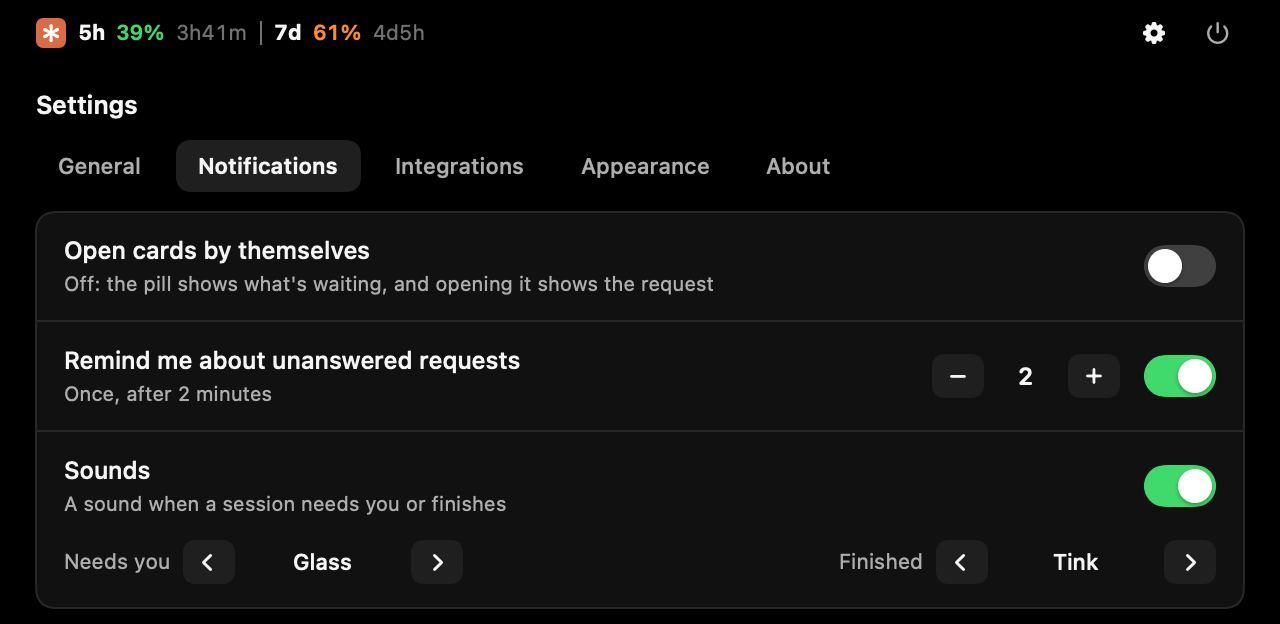 5h 39% 3h41m | 7d 61% 4d5h
Settings
General Notifications Integrations Appearance About
Open cards by themselves
Off: the pill shows what's waiting, and opening it shows the request
Remind me about unanswered requests
Once, after 2 minutes
− 2 +
Sounds
A sound when a session needs you or finishes
Needs you < Glass > Finished < Tink >